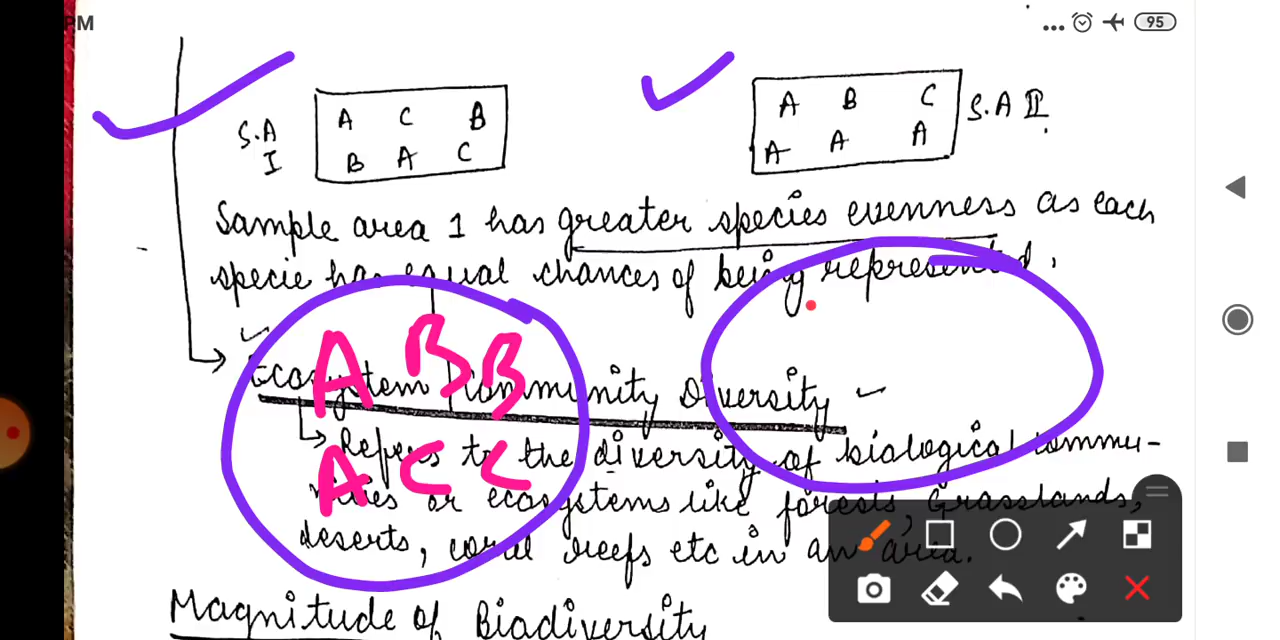 PM
... 95
A C B
S.A
I
B A C
A B C
S.A II
A A A
Sample area 1 has greater species evenness as each
specie has equal chances of being represented.
Ecosystem | Community Diversity
Refers to the diversity of biological commu-
nities or ecosystems like forests, Grasslands,
deserts, coral reefs etc in an area.
A B B
A C C
Magnitude of Biodiversity